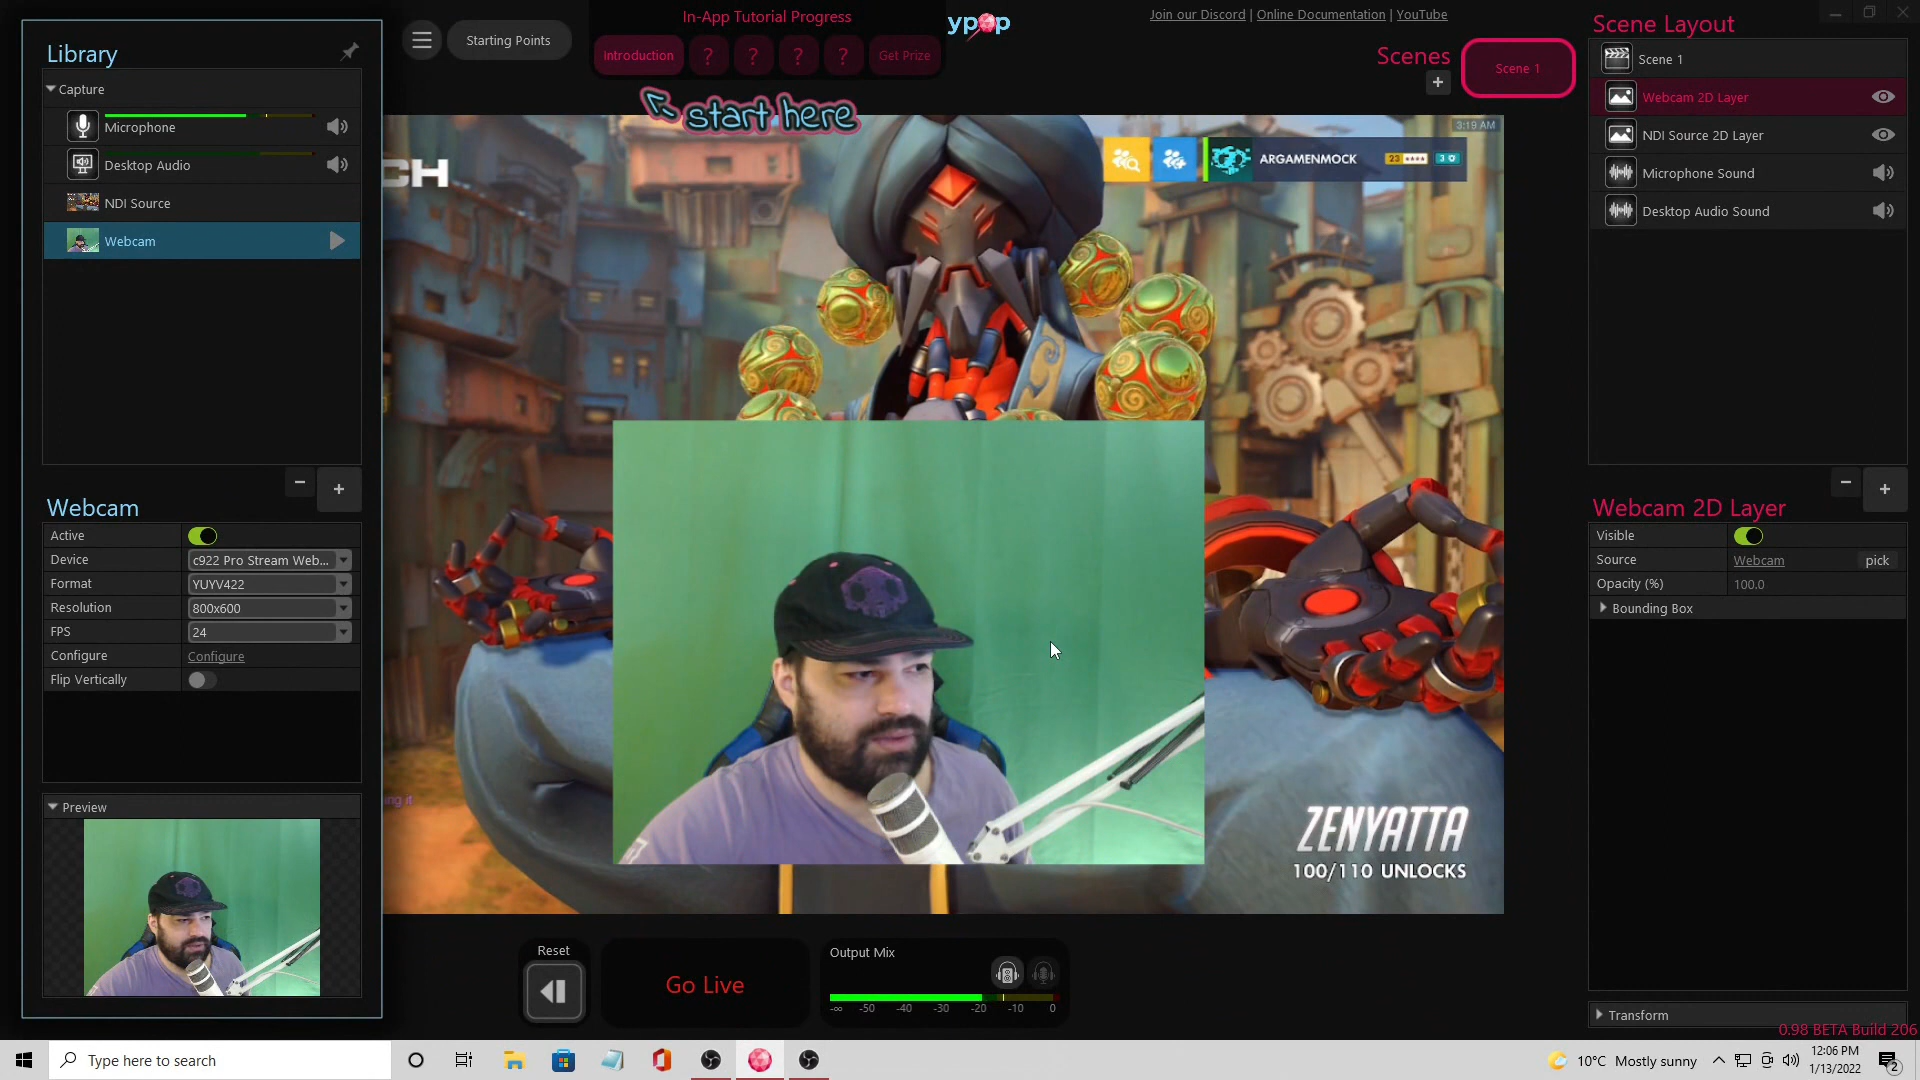 Library
Capture
Microphone
Desktop Audio
NDI Source
Webcam
Webcam
Active
Device c922 Pro Stream Web...
Format YUYV422
Resolution 800x600
FPS 24
Configure Configure
Flip Vertically
Preview
Starting Points
In-App Tutorial Progress
Introduction ? ? ? ? Get Prize
start here
ypop
Join our Discord | Online Documentation | YouTube
Scenes
+
Scene 1
CH
3:19 AM
ARGAMENMOCK 23 3
ing it
ZENYATTA
100/110 UNLOCKS
Reset
Go Live
Output Mix
-∞ -50 -40 -30 -20 -10 0
Scene Layout
Scene 1
Webcam 2D Layer
NDI Source 2D Layer
Microphone Sound
Desktop Audio Sound
Webcam 2D Layer
Visible
Source Webcam pick
Opacity (%) 100.0
Bounding Box
Transform
0.98 BETA Build 206
Type here to search
10°C Mostly sunny
12:06 PM
1/13/2022
2